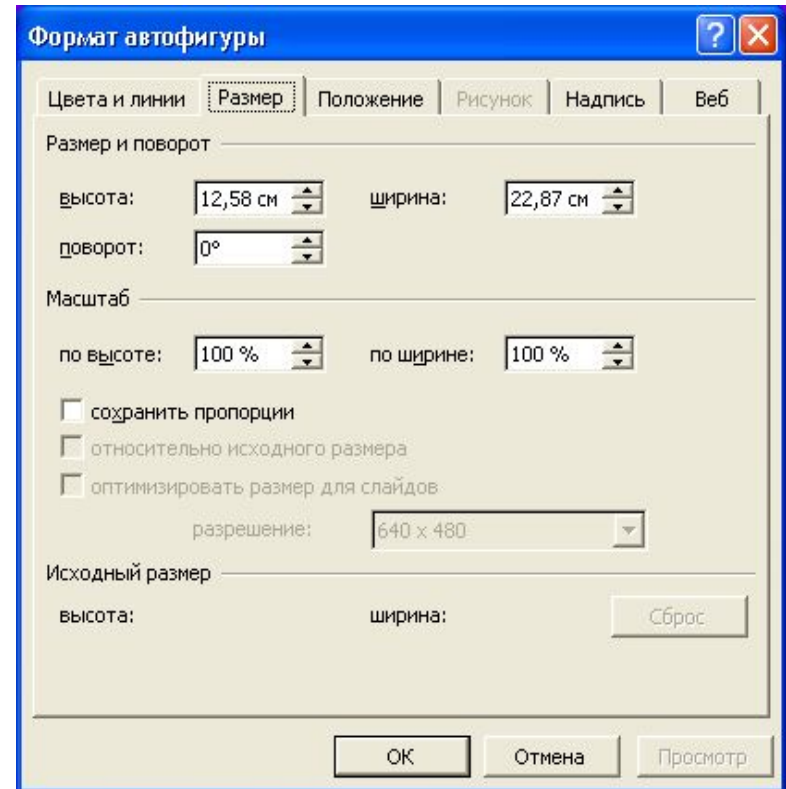 Формат автофигуры
Цвета и линии Размер Положение Рисунок Надпись Веб
Размер и поворот
высота: 12,58 см ширина: 22,87 см
поворот: 0°
Масштаб
по высоте: 100 % по ширине: 100 %
сохранить пропорции
относительно исходного размера
оптимизировать размер для слайдов
разрешение: 640 x 480
Исходный размер
высота: ширина: Сброс
ОК Отмена Просмотр